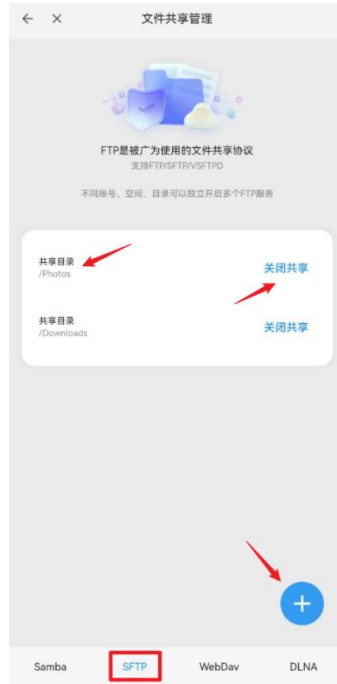 文件共享管理
FTP是被广为使用的文件共享协议
支持FTP/SFTP/VSFTPD
不同账号、空间、目录可以独立开启多个FTP服务
共享目录
/Photos
关闭共享
共享目录
/Downloads
关闭共享
Samba
SFTP
WebDav
DLNA